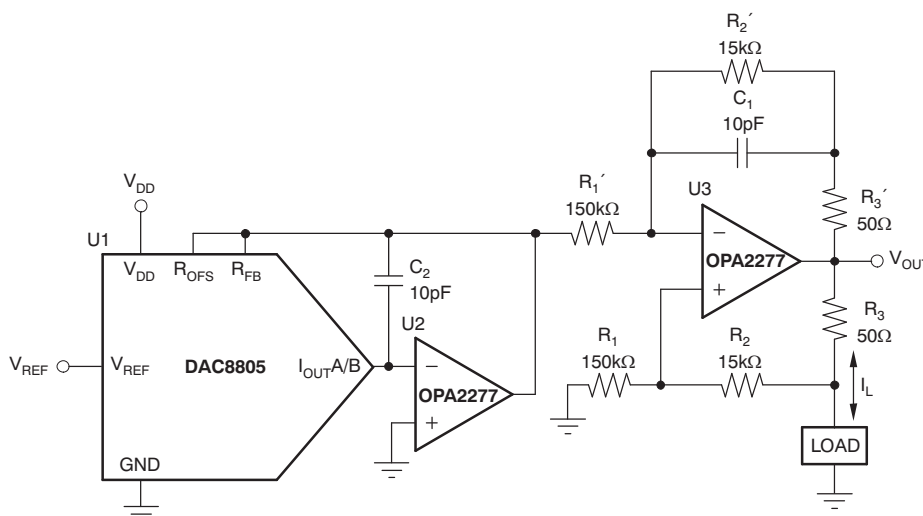 R2′
15kΩ
C1
10pF
VDD
R1′
150kΩ
U3
R3′
50Ω
U1
VDD
ROFS
RFB
C2
10pF
−
OPA2277
+
VOUT
U2
R3
50Ω
VREF
VREF
DAC8805
IOUTA/B
−
OPA2277
+
R1
150kΩ
R2
15kΩ
IL
GND
LOAD